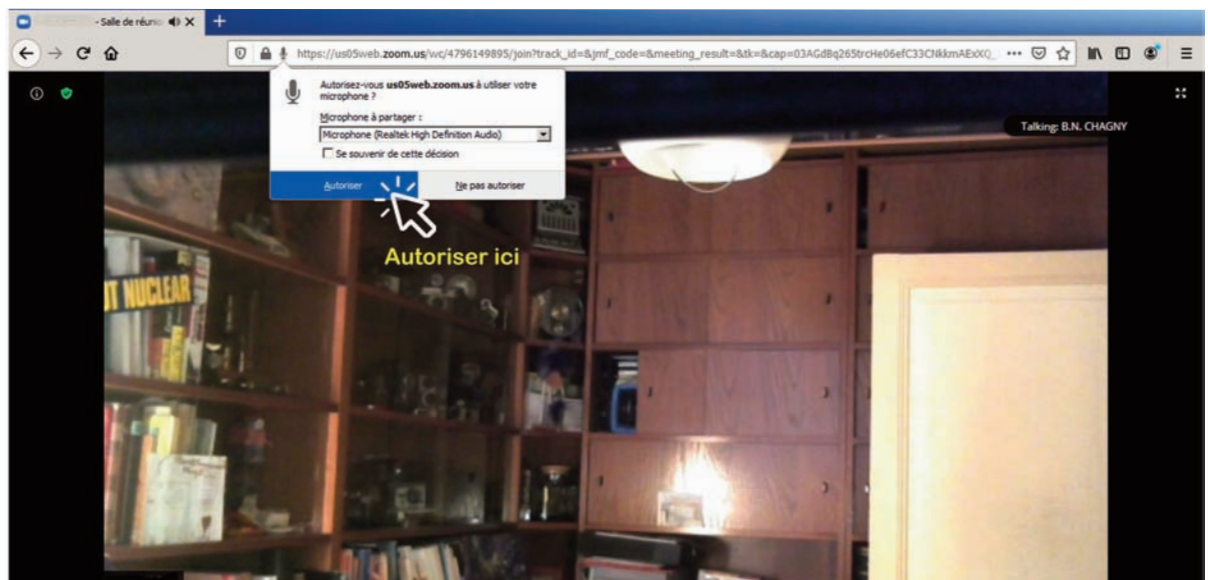 - Salle de réunio
https://us05web.zoom.us/wc/4796149895/join?track_id=&jmf_code=&meeting_result=&tk=&cap=03AGdBq265trcHe06efC33CNkkmAExXQ_
Autorisez-vous us05web.zoom.us à utiliser votre
microphone ?
Microphone à partager :
Microphone (Realtek High Definition Audio)
Se souvenir de cette décision
Autoriser
Ne pas autoriser
Talking: B.N. CHAGNY
Autoriser ici
NUCLEAR